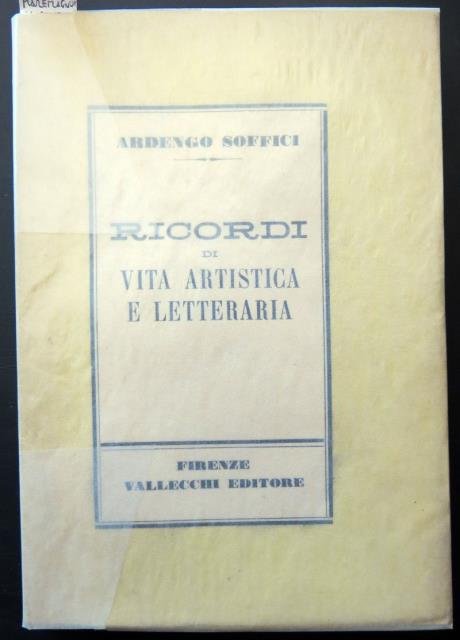 ARDENGO SOFFICI
RICORDI
DI
VITA ARTISTICA
E LETTERARIA
FIRENZE
VALLECCHI EDITORE